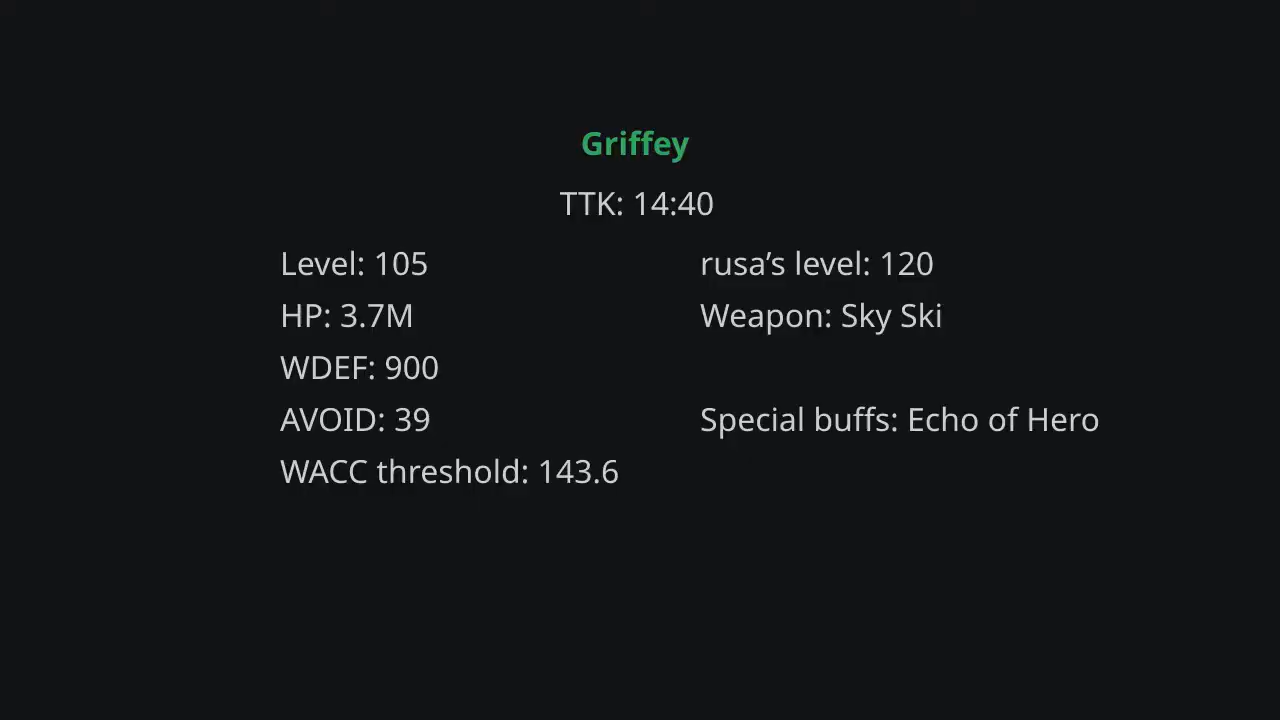 Griffey
TTK: 14:40
Level: 105
HP: 3.7M
WDEF: 900
AVOID: 39
WACC threshold: 143.6
rusa’s level: 120
Weapon: Sky Ski
Special buffs: Echo of Hero